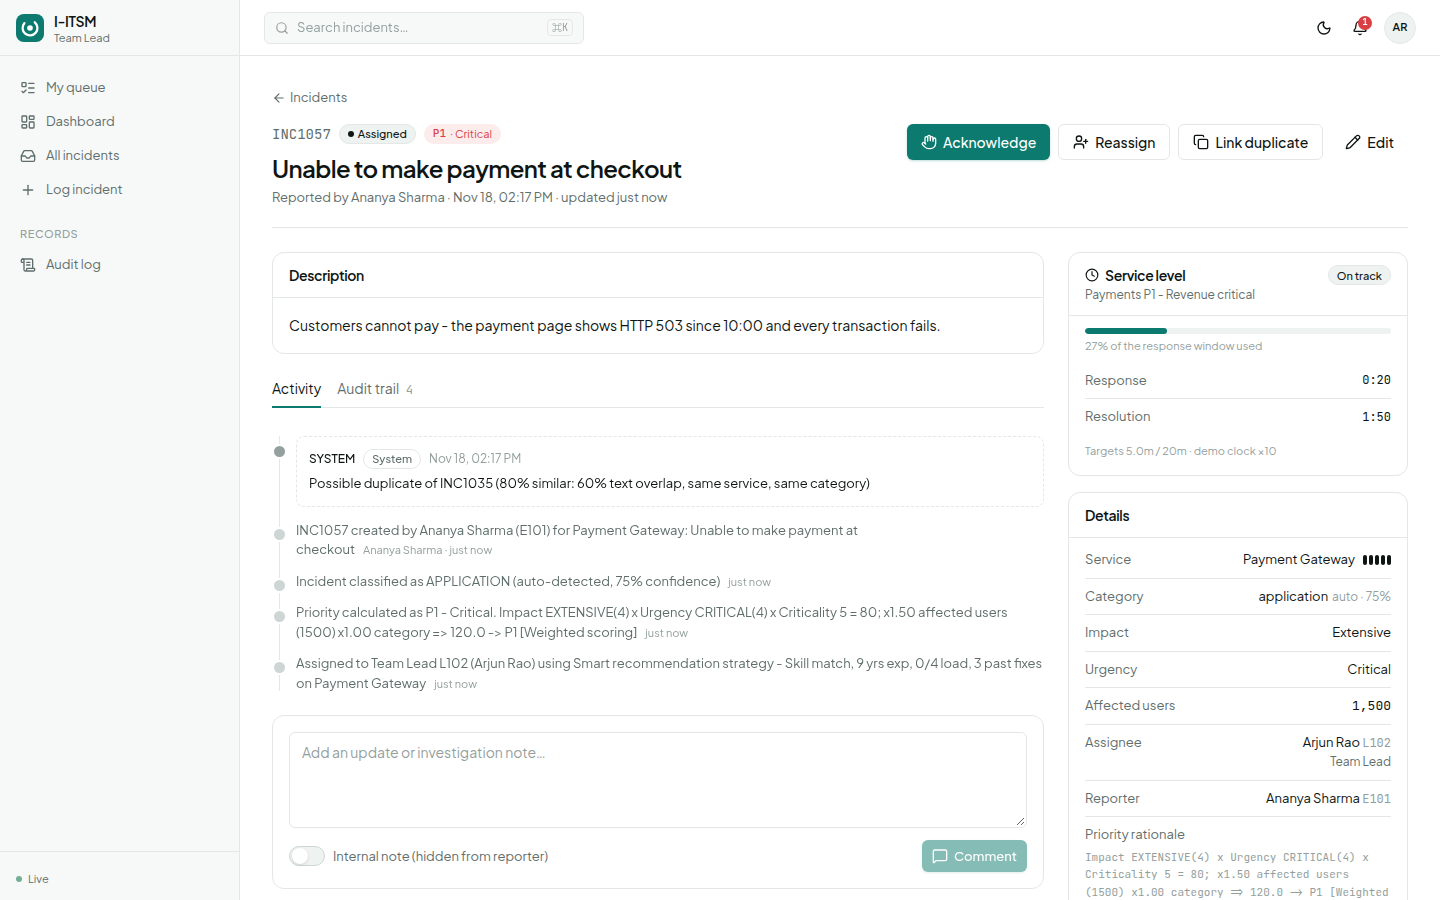 I-ITSM
Team Lead
Search incidents...
⌘K
1
AR
My queue
Dashboard
All incidents
Log incident
RECORDS
Audit log
Live
Incidents
INC1057
Assigned
P1 · Critical
Acknowledge
Reassign
Link duplicate
Edit
Unable to make payment at checkout
Reported by Ananya Sharma · Nov 18, 02:17 PM · updated just now
Description
Customers cannot pay - the payment page shows HTTP 503 since 10:00 and every transaction fails.
Activity
Audit trail 4
SYSTEM System Nov 18, 02:17 PM
Possible duplicate of INC1035 (80% similar: 60% text overlap, same service, same category)
INC1057 created by Ananya Sharma (E101) for Payment Gateway: Unable to make payment at
checkout Ananya Sharma · just now
Incident classified as APPLICATION (auto-detected, 75% confidence) just now
Priority calculated as P1 - Critical. Impact EXTENSIVE(4) x Urgency CRITICAL(4) x Criticality 5 = 80; x1.50 affected users
(1500) x1.00 category => 120.0 -> P1 [Weighted scoring] just now
Assigned to Team Lead L102 (Arjun Rao) using Smart recommendation strategy - Skill match, 9 yrs exp, 0/4 load, 3 past fixes
on Payment Gateway just now
Add an update or investigation note...
Internal note (hidden from reporter)
Comment
Service level
On track
Payments P1 - Revenue critical
27% of the response window used
Response 0:20
Resolution 1:50
Targets 5.0m / 20m · demo clock ×10
Details
Service Payment Gateway
Category application auto · 75%
Impact Extensive
Urgency Critical
Affected users 1,500
Assignee Arjun Rao L102
Team Lead
Reporter Ananya Sharma E101
Priority rationale
Impact EXTENSIVE(4) x Urgency CRITICAL(4) x
Criticality 5 = 80; x1.50 affected users
(1500) x1.00 category => 120.0 -> P1 [Weighted